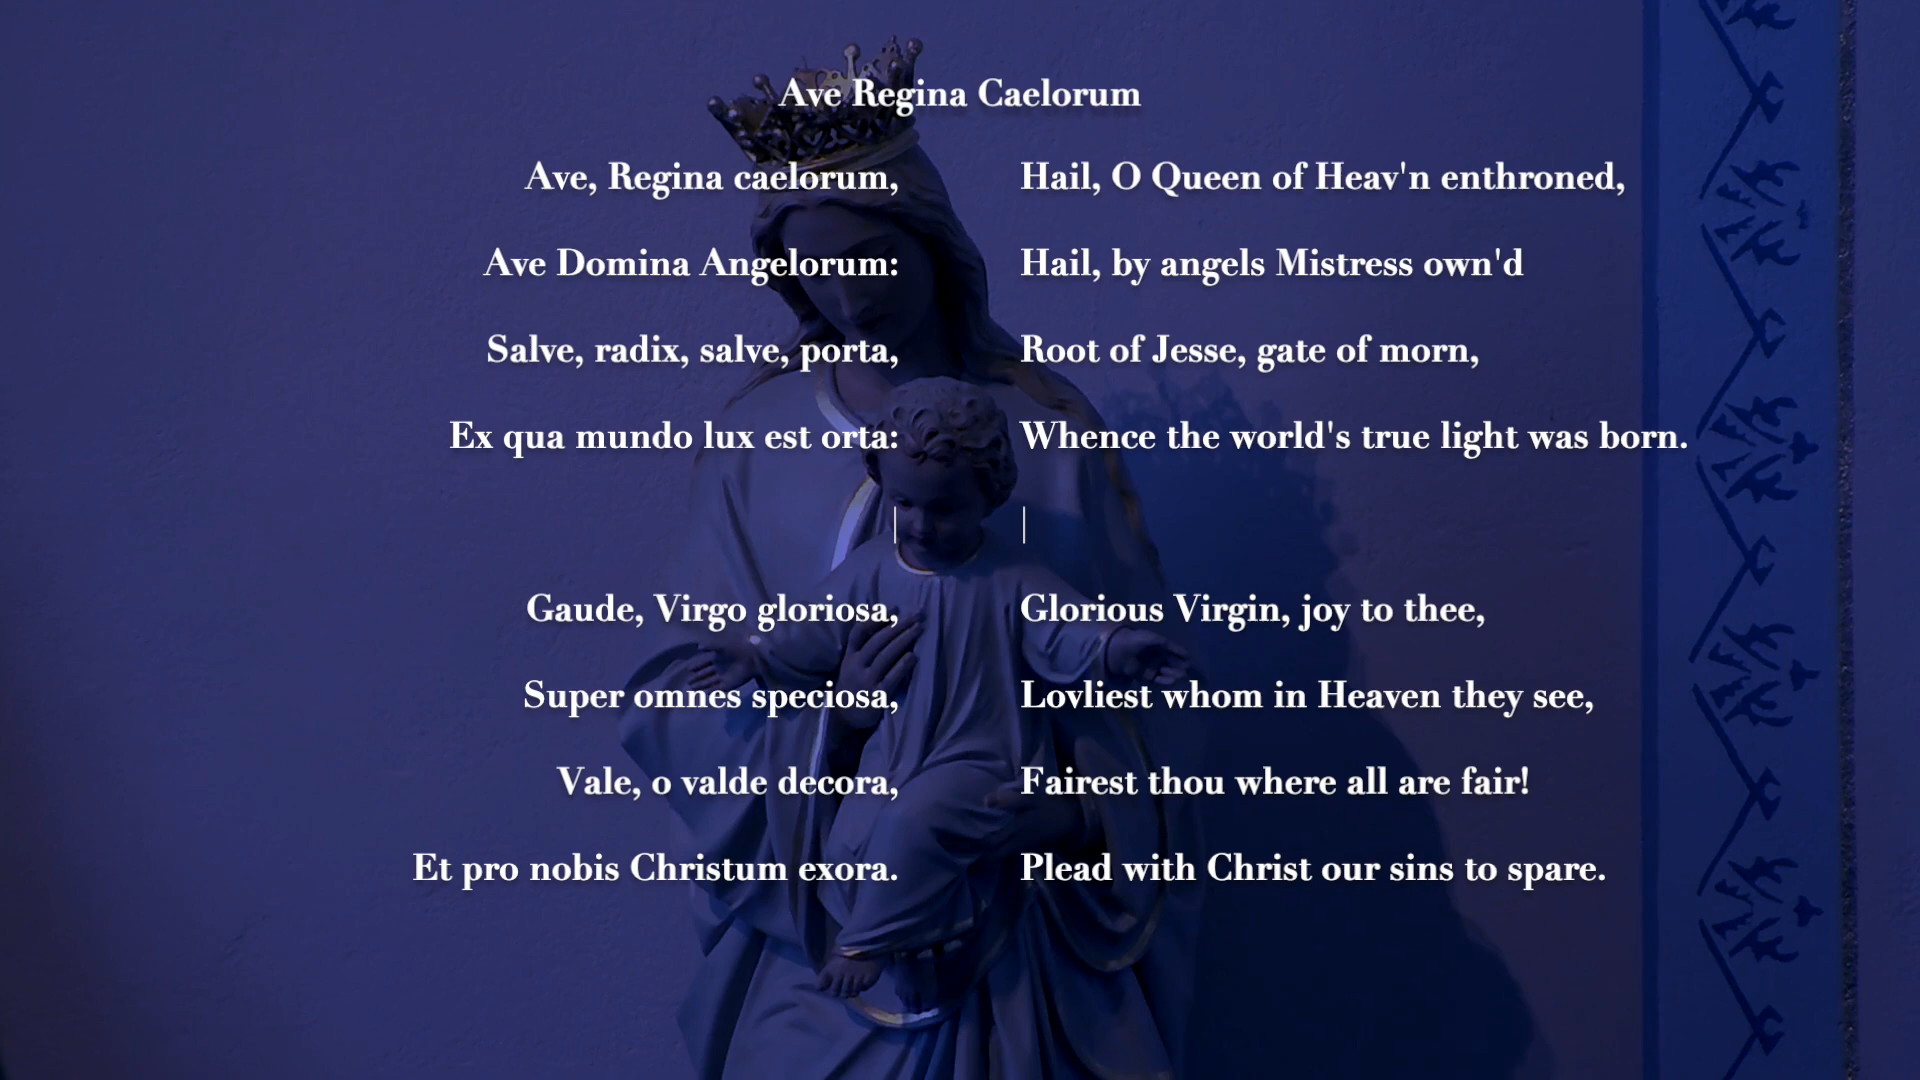 Ave Regina Caelorum
Ave, Regina caelorum,
Ave Domina Angelorum:
Salve, radix, salve, porta,
Ex qua mundo lux est orta:
|
Gaude, Virgo gloriosa,
Super omnes speciosa,
Vale, o valde decora,
Et pro nobis Christum exora.
Hail, O Queen of Heav'n enthroned,
Hail, by angels Mistress own'd
Root of Jesse, gate of morn,
Whence the world's true light was born.
|
Glorious Virgin, joy to thee,
Lovliest whom in Heaven they see,
Fairest thou where all are fair!
Plead with Christ our sins to spare.